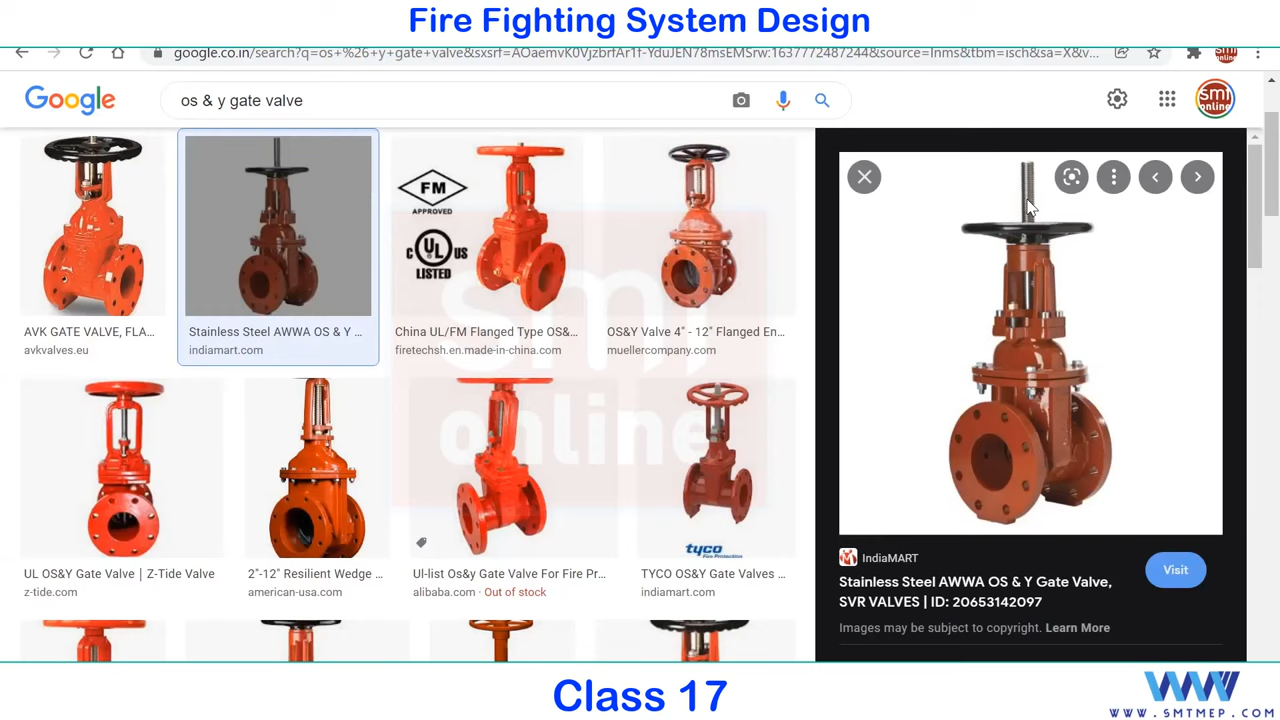 Fire Fighting System Design
google.co.in/search?q=os+%26+y+gate+valve&sxsrf=AOaemvK0VjzbrfAr1f-YduJEN78msEMSrw:1637772487244&source=lnms&tbm=isch&sa=X&v...
Google
os & y gate valve
smt online
FM
APPROVED
C UL US
LISTED
AVK GATE VALVE, FLA...
avkvalves.eu
Stainless Steel AWWA OS & Y ...
indiamart.com
China UL/FM Flanged Type OS&...
firetechsh.en.made-in-china.com
OS&Y Valve 4" - 12" Flanged En...
muellercompany.com
smt
online
tyco
Fire Protection
UL OS&Y Gate Valve | Z-Tide Valve
z-tide.com
2"-12" Resilient Wedge ...
american-usa.com
Ul-list Os&y Gate Valve For Fire Pr...
alibaba.com · Out of stock
TYCO OS&Y Gate Valves ...
indiamart.com
IndiaMART
Stainless Steel AWWA OS & Y Gate Valve,
SVR VALVES | ID: 20653142097
Visit
Images may be subject to copyright. Learn More
Class 17
WWW.SMTMEP.COM